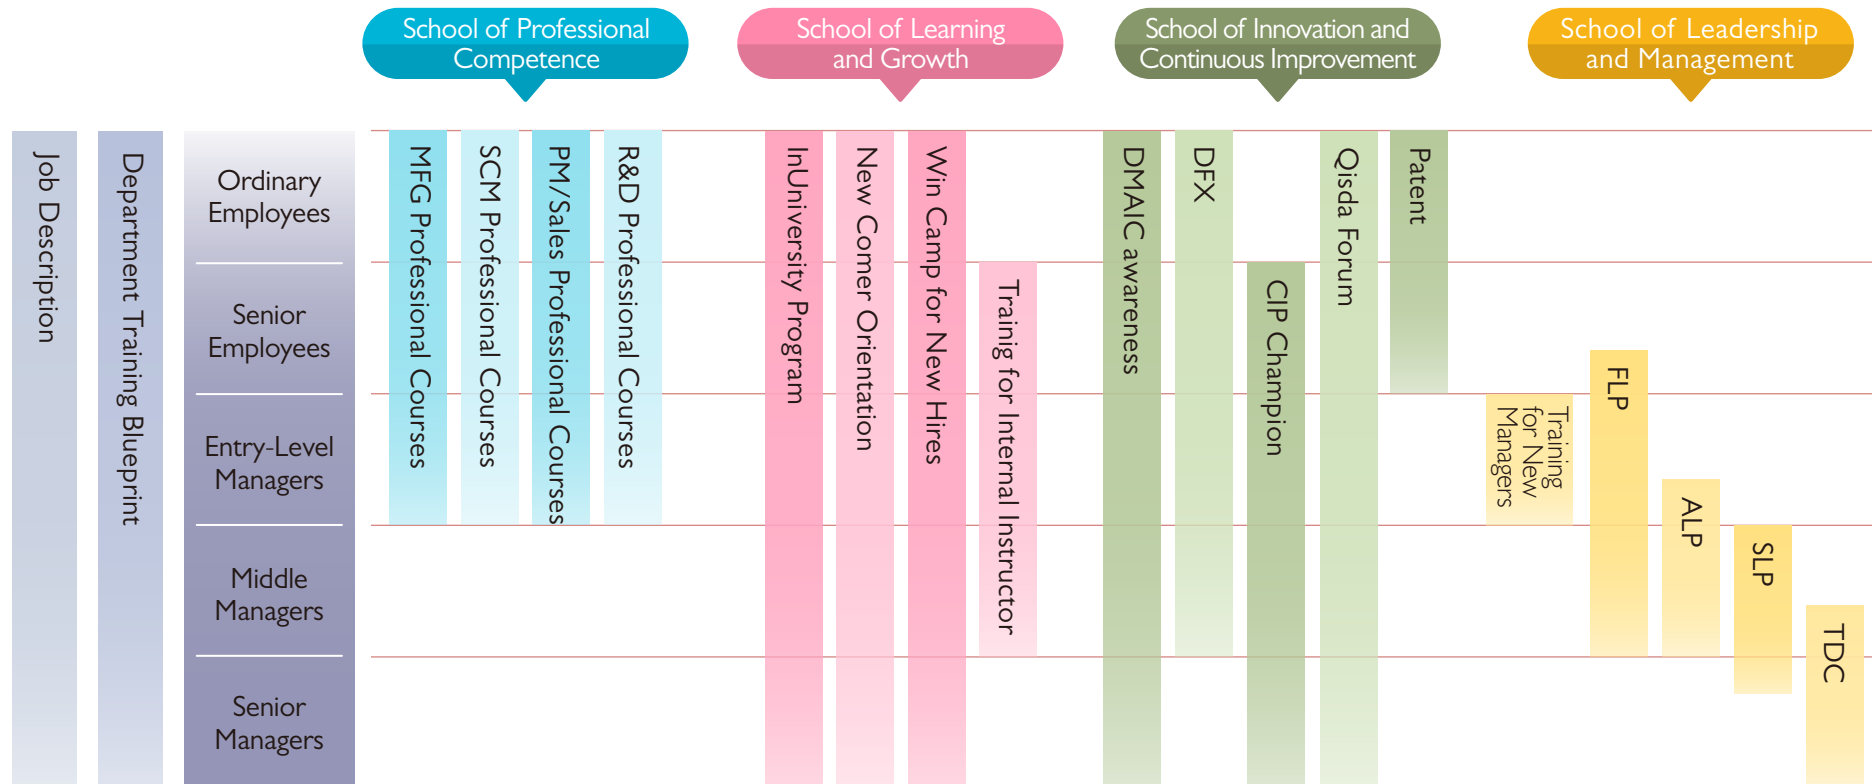 School of Professional
Competence
School of Learning
and Growth
School of Innovation and
Continuous Improvement
School of Leadership
and Management
Job Description
Department Training Blueprint
Ordinary
Employees
Senior
Employees
Entry-Level
Managers
Middle
Managers
Senior
Managers
MFG Professional Courses
SCM Professional Courses
PM/Sales Professional Courses
R&D Professional Courses
InUniversity Program
New Comer Orientation
Win Camp for New Hires
Trainig for Internal Instructor
DMAIC awareness
DFX
CIP Champion
Qisda Forum
Patent
Training
for New
Managers
FLP
ALP
SLP
TDC